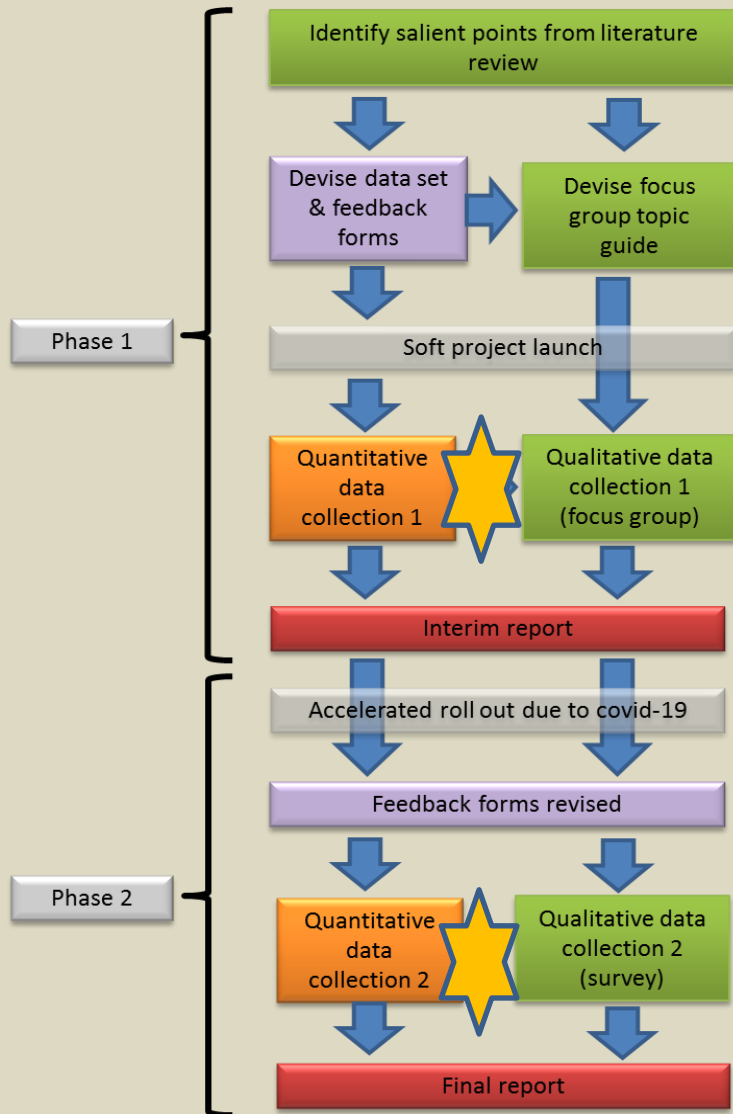 Identify salient points from literature
review
Devise data set
& feedback
forms
Devise focus
group topic
guide
Phase 1
Soft project launch
Quantitative
data
collection 1
Qualitative data
collection 1
(focus group)
Interim report
Accelerated roll out due to covid-19
Feedback forms revised
Phase 2
Quantitative
data
collection 2
Qualitative data
collection 2
(survey)
Final report